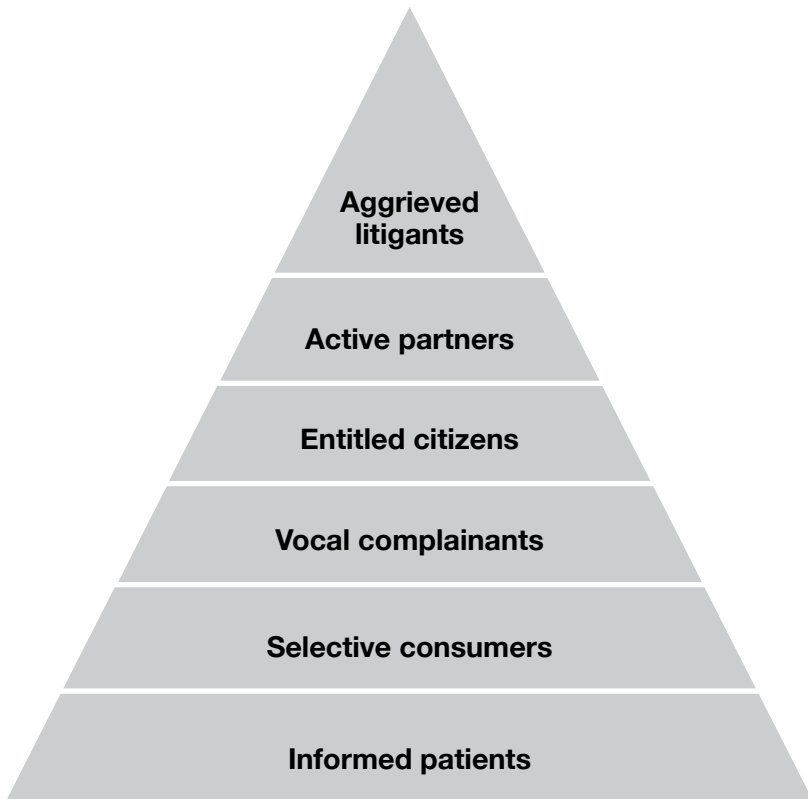 Aggrieved
litigants
Active partners
Entitled citizens
Vocal complainants
Selective consumers
Informed patients